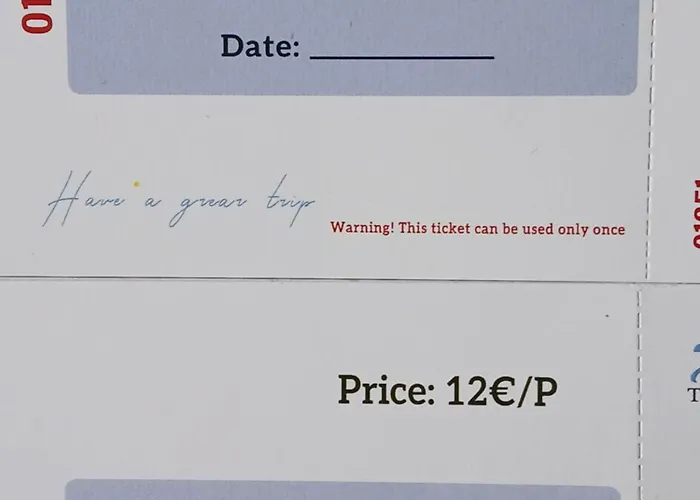 Date:
Have a great trip
Warning! This ticket can be used only once
Price: 12€/P